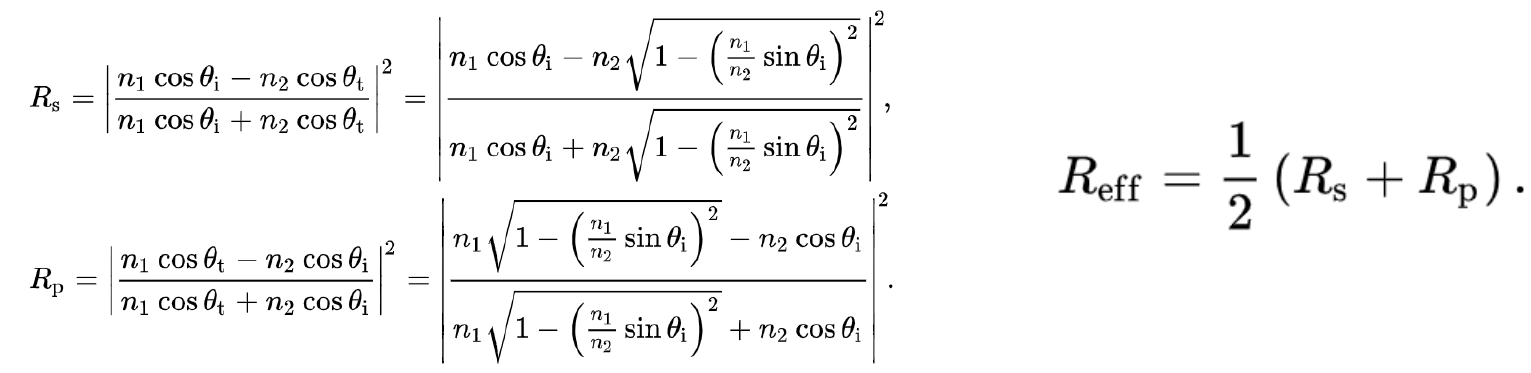 R_s = |(n_1 cos θ_i − n_2 cos θ_t)/(n_1 cos θ_i + n_2 cos θ_t)|^2 = |(n_1 cos θ_i − n_2 √(1 − ((n_1/n_2) sin θ_i)^2))/(n_1 cos θ_i + n_2 √(1 − ((n_1/n_2) sin θ_i)^2))|^2,
R_p = |(n_1 cos θ_t − n_2 cos θ_i)/(n_1 cos θ_t + n_2 cos θ_i)|^2 = |(n_1 √(1 − ((n_1/n_2) sin θ_i)^2) − n_2 cos θ_i)/(n_1 √(1 − ((n_1/n_2) sin θ_i)^2) + n_2 cos θ_i)|^2.
R_eff = 1/2 (R_s + R_p).